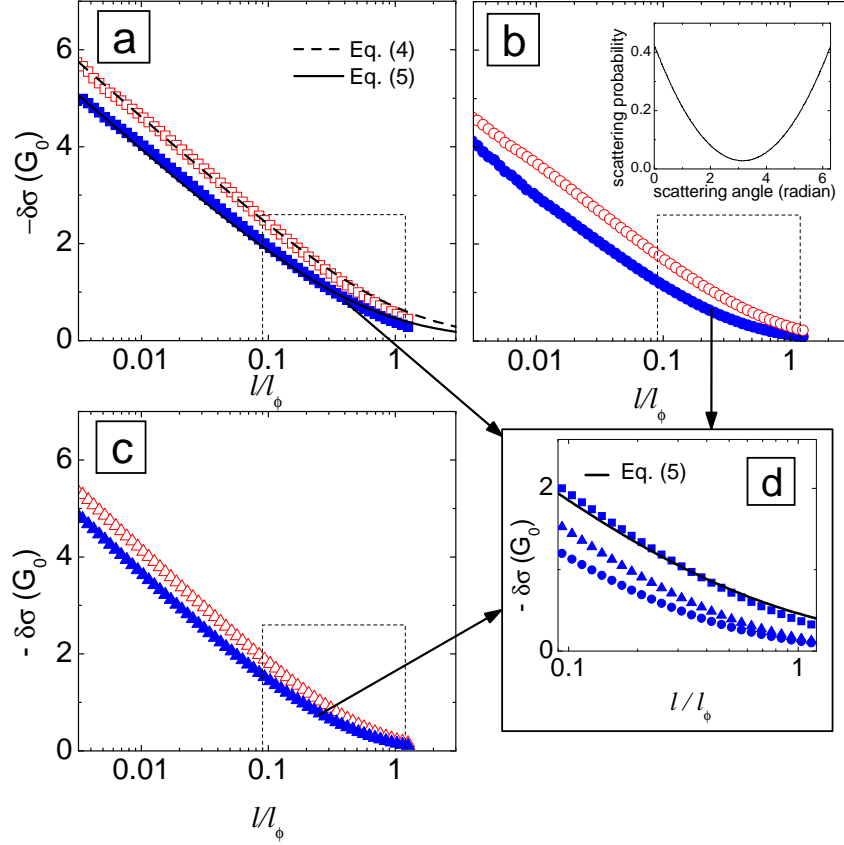 a
Eq. (4)
Eq. (5)
−δσ (G0)
6
4
2
0
0.01
0.1
1
l/lϕ
b
scattering probability
0.4
0.2
0.0
0
2
4
6
scattering angle (radian)
0.01
0.1
1
l/lϕ
c
- δσ (G0)
6
4
2
0
0.01
0.1
1
l/lϕ
d
Eq. (5)
- δσ (G0)
2
0
0.1
1
l / lϕ